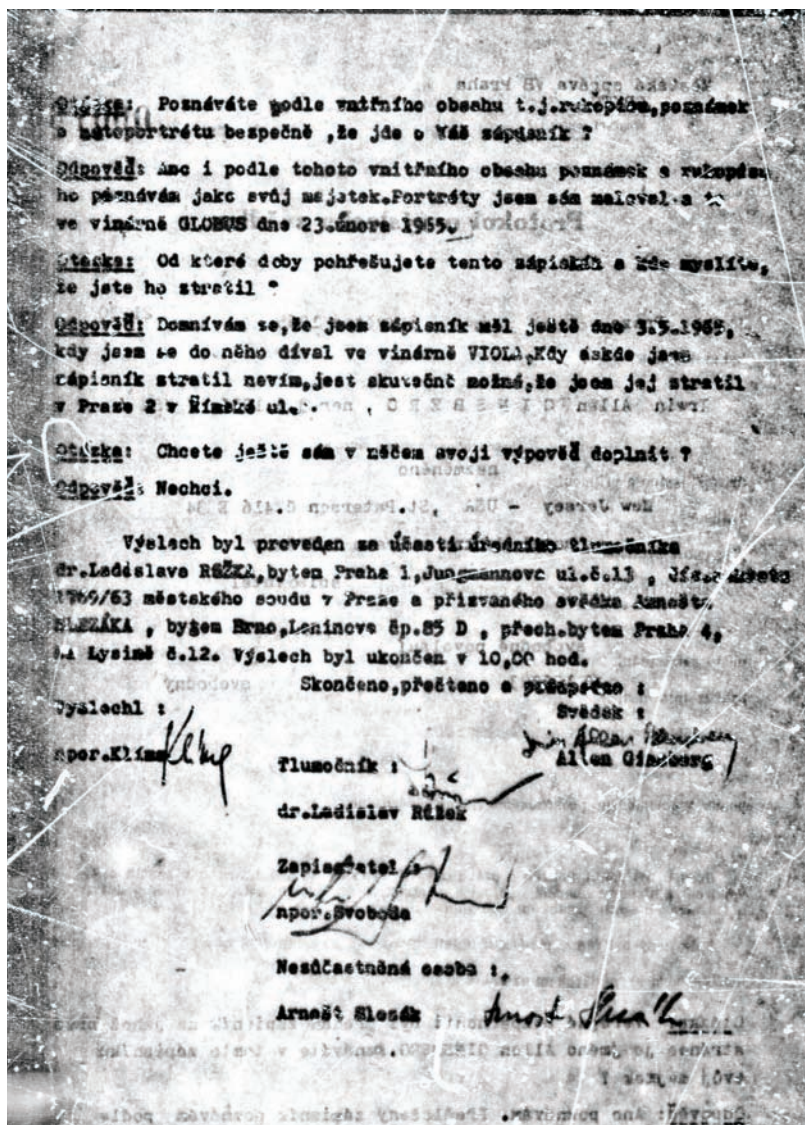 Otázka: Poznáváte podle vnitřního obsahu t.j.rukopisu,poznámek
a autoportrétu bezpečně ,že jde o Váš zápisník ?
Odpověď: Ano i podle tohoto vnitřního obsahu poznámek a rukopisu
ho poznávám jako svůj majetek.Portréty jsem sám maloval a to
ve vinárně GLOBUS dne 23.února 1965.
Otázka: Od které doby pohřešujete tento zápisník a kde myslíte,
že jste ho stratil ?
Odpověď: Domnívám se,že jsem zápisník měl ještě dne 3.5.1965,
kdy jsem se do něho díval ve vinárně VIOLA.Kdy a kde jsem
zápisník stratil nevím,jest skutečně možné,že jsem jej stratil
v Praze 2 v Římské ul..
Otázka: Chcete ještě sám v něčem svoji výpověď doplnit ?
Odpověď: Nechci.
Výslech byl proveden za účasti úředního tlumočníka
dr.Ladislava RŮŽKA,bytem Praha 1,Jungmannova ul.č.13 ,
1969/63 městského soudu v Praze a přizvaného svědka Arnošta
SLEZÁKA , bytem Brno,Leninova čp.85 D , přech.bytem Praha 4,
Na Lysině č.12. Výslech byl ukončen v 10,00 hod.
Skončeno,přečteno a podepsáno :
Vyslechl :
Svědek :
npor.Klíma
Allen Ginsberg
Tlumočník :
dr.Ladislav Růžek
Zapisovatel :
npor.Svoboda
Nezúčastněná osoba :
Arnošt Slezák